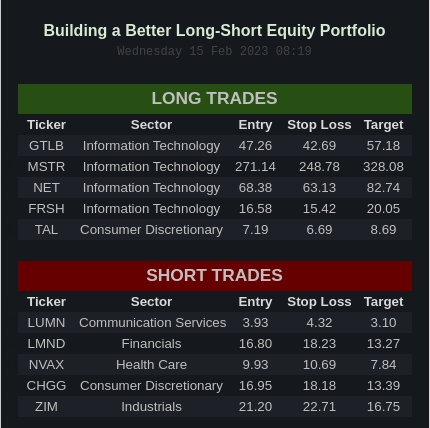 Building a Better Long-Short Equity Portfolio
Wednesday 15 Feb 2023 08:19
LONG TRADES
Ticker Sector Entry Stop Loss Target
GTLB Information Technology 47.26 42.69 57.18
MSTR Information Technology 271.14 248.78 328.08
NET Information Technology 68.38 63.13 82.74
FRSH Information Technology 16.58 15.42 20.05
TAL Consumer Discretionary 7.19 6.69 8.69
SHORT TRADES
Ticker Sector Entry Stop Loss Target
LUMN Communication Services 3.93 4.32 3.10
LMND Financials 16.80 18.23 13.27
NVAX Health Care 9.93 10.69 7.84
CHGG Consumer Discretionary 16.95 18.18 13.39
ZIM Industrials 21.20 22.71 16.75